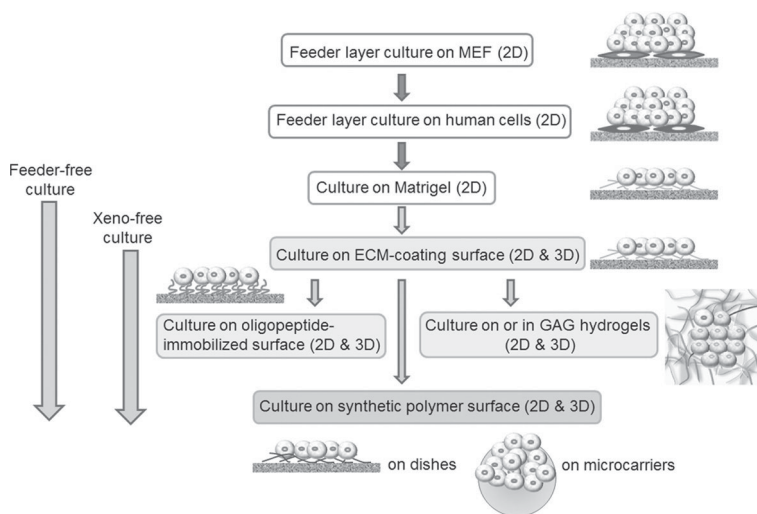 Feeder layer culture on MEF (2D)
Feeder layer culture on human cells (2D)
Feeder-free
culture
Culture on Matrigel (2D)
Xeno-free
culture
Culture on ECM-coating surface (2D & 3D)
Culture on oligopeptide-
immobilized surface (2D & 3D)
Culture on or in GAG hydrogels
(2D & 3D)
Culture on synthetic polymer surface (2D & 3D)
on dishes
on microcarriers